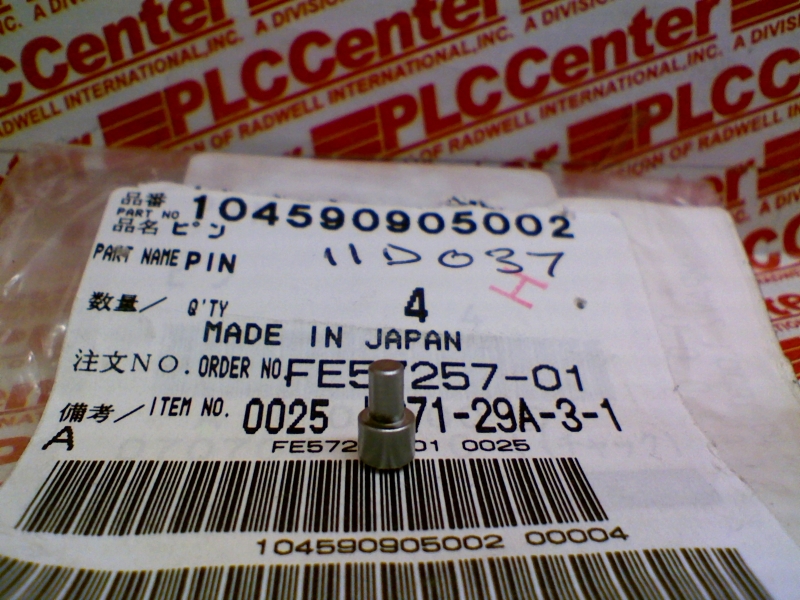 PLCCenter
A DIVISION OF RADWELL INTERNATIONAL, INC.
品番
PART NO 104590905002
品名 ピン
PART NAME PIN 11D037
H
数量/ Q'TY 4
MADE IN JAPAN
注文NO. ORDER NO FE57257-01
備考/ ITEM NO. 0025 71-29A-3-1
A
FE572 01 0025
104590905002 00004